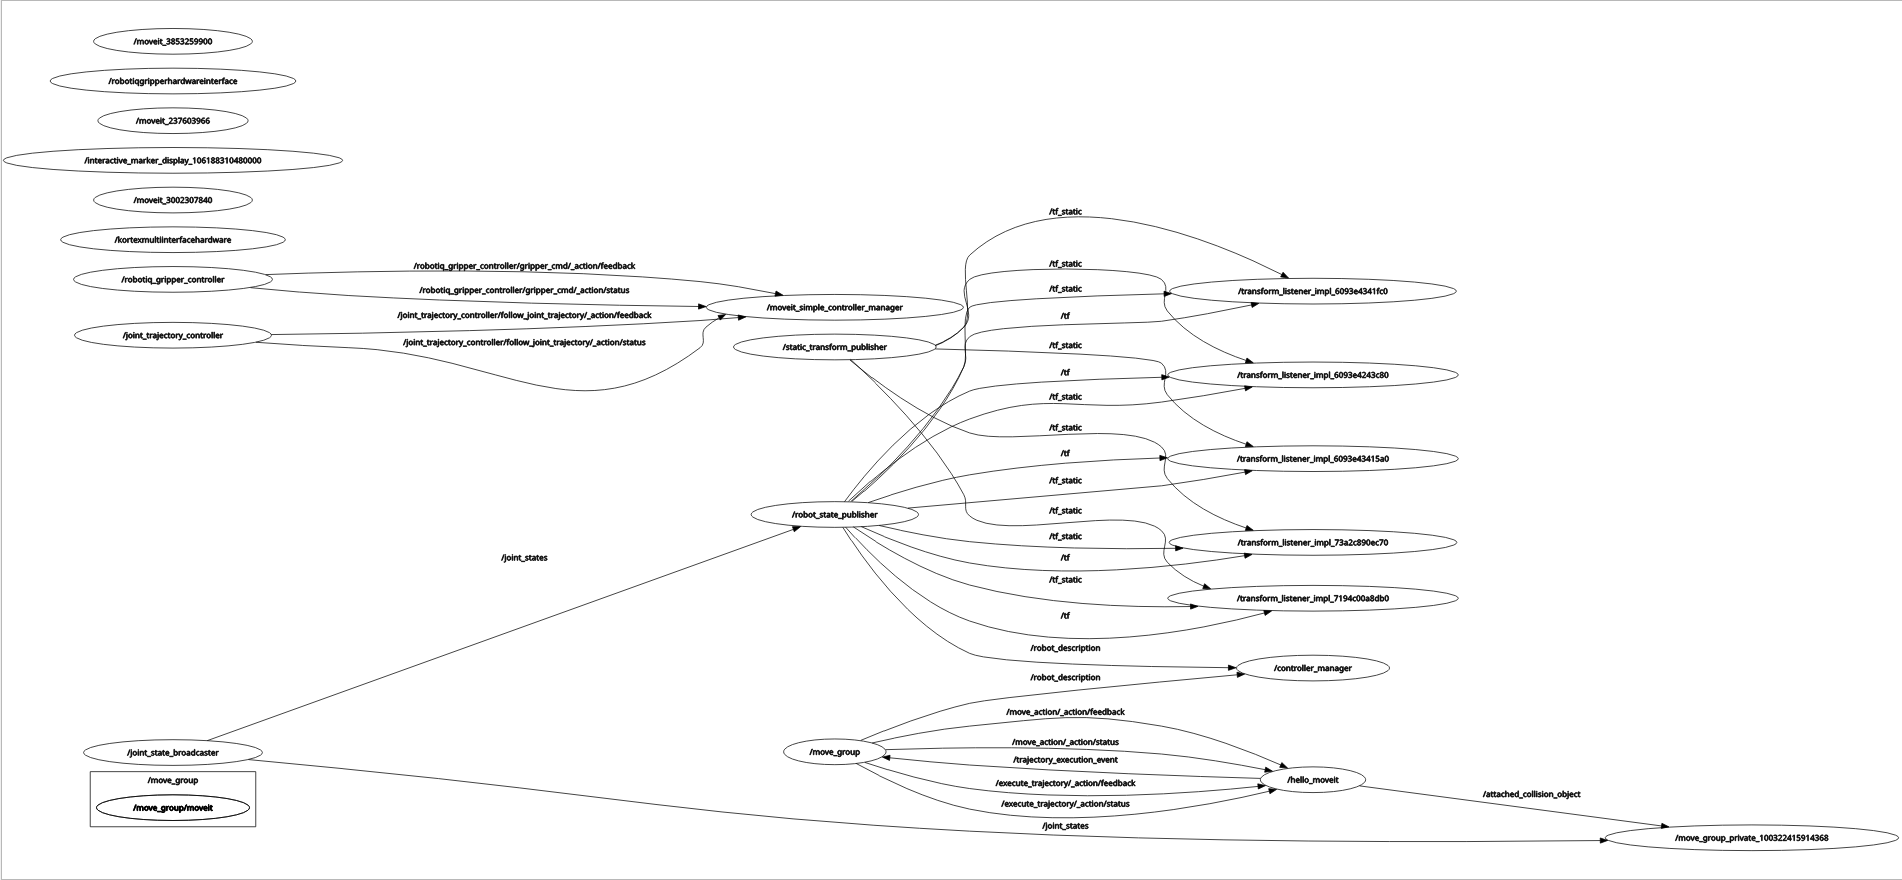 /moveit_3853259900
/robotiqgripperhardwareinterface
/moveit_237603966
/interactive_marker_display_106188310480000
/moveit_3002307840
/kortexmultiinterfacehardware
/robotiq_gripper_controller
/joint_trajectory_controller
/robotiq_gripper_controller/gripper_cmd/_action/feedback
/robotiq_gripper_controller/gripper_cmd/_action/status
/joint_trajectory_controller/follow_joint_trajectory/_action/feedback
/joint_trajectory_controller/follow_joint_trajectory/_action/status
/moveit_simple_controller_manager
/static_transform_publisher
/tf_static
/tf_static
/tf_static
/tf
/tf_static
/tf
/tf_static
/tf_static
/tf
/tf_static
/tf_static
/tf_static
/tf
/tf_static
/tf
/transform_listener_impl_6093e4341fc0
/transform_listener_impl_6093e4243c80
/transform_listener_impl_6093e43415a0
/transform_listener_impl_73a2c890ec70
/transform_listener_impl_7194c00a8db0
/robot_state_publisher
/joint_states
/robot_description
/robot_description
/controller_manager
/joint_state_broadcaster
/move_group
/move_group/moveit
/move_group
/move_action/_action/feedback
/move_action/_action/status
/trajectory_execution_event
/execute_trajectory/_action/feedback
/execute_trajectory/_action/status
/hello_moveit
/attached_collision_object
/joint_states
/move_group_private_100322415914368